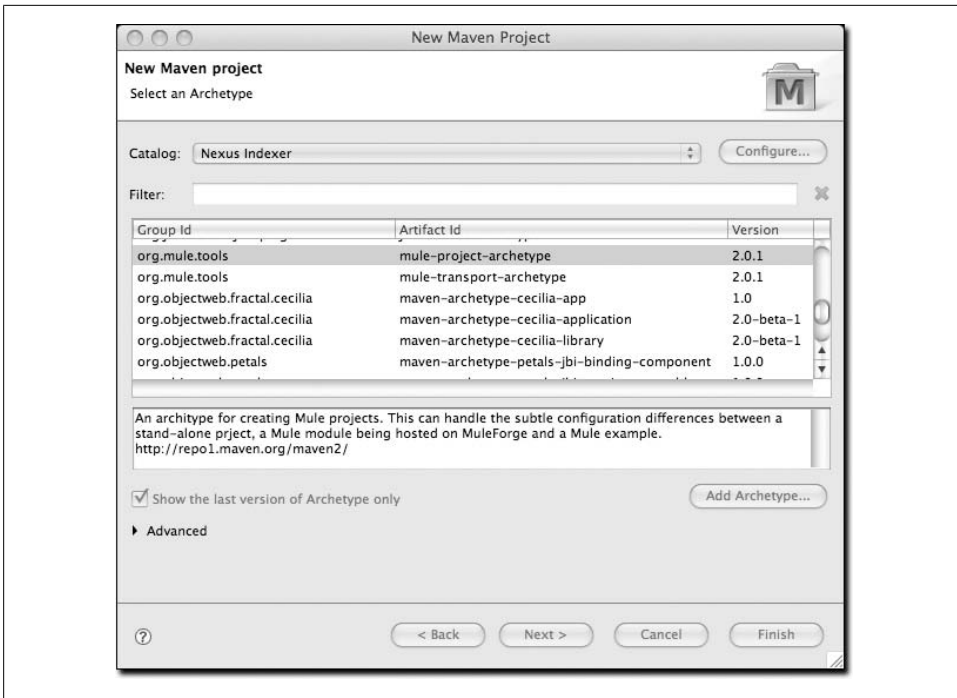 New Maven Project
New Maven project
Select an Archetype
M
Catalog: Nexus Indexer Configure...
Filter:
Group Id Artifact Id Version
org.mule.tools mule-project-archetype 2.0.1
org.mule.tools mule-transport-archetype 2.0.1
org.objectweb.fractal.cecilia maven-archetype-cecilia-app 1.0
org.objectweb.fractal.cecilia maven-archetype-cecilia-application 2.0-beta-1
org.objectweb.fractal.cecilia maven-archetype-cecilia-library 2.0-beta-1
org.objectweb.petals maven-archetype-petals-jbi-binding-component 1.0.0
An architype for creating Mule projects. This can handle the subtle configuration differences between a
stand-alone prject, a Mule module being hosted on MuleForge and a Mule example.
http://repo1.maven.org/maven2/
Show the last version of Archetype only Add Archetype...
Advanced
? < Back Next > Cancel Finish